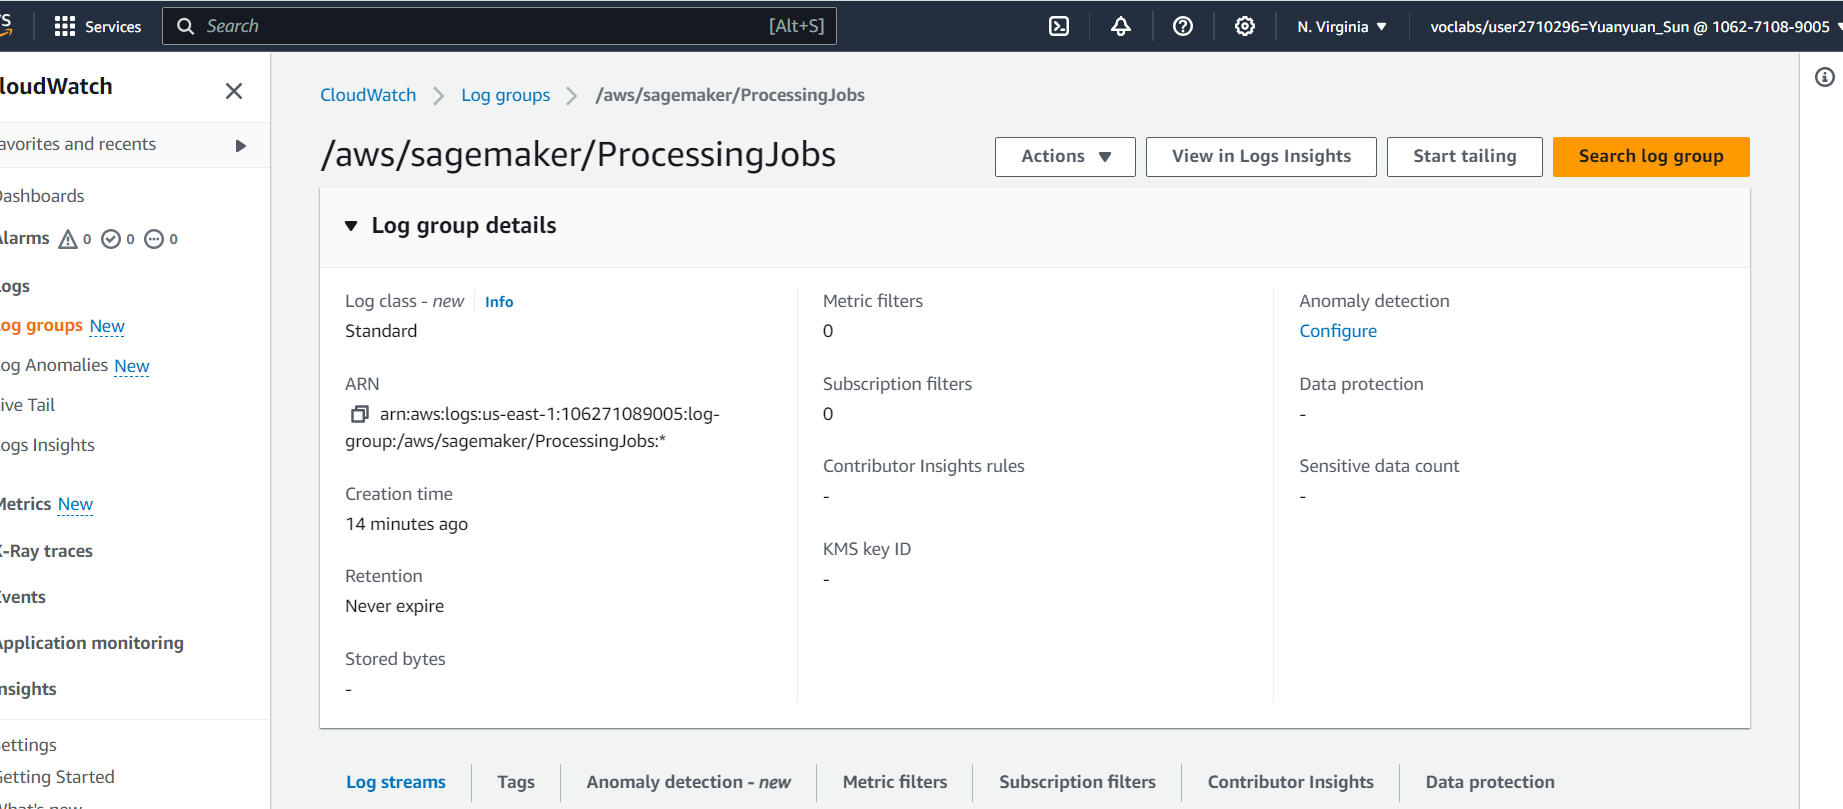 Services
Search [Alt+S]
N. Virginia
voclabs/user2710296=Yuanyuan_Sun @ 1062-7108-9005
loudWatch
avorites and recents
ashboards
larms 0 0 0
ogs
og groups New
og Anomalies New
ive Tail
ogs Insights
Metrics New
X-Ray traces
Events
Application monitoring
nsights
ettings
etting Started
What's new
CloudWatch
Log groups
/aws/sagemaker/ProcessingJobs
/aws/sagemaker/ProcessingJobs
Actions
View in Logs Insights
Start tailing
Search log group
Log group details
Log class - new Info
Standard
ARN
arn:aws:logs:us-east-1:106271089005:log-
group:/aws/sagemaker/ProcessingJobs:*
Creation time
14 minutes ago
Retention
Never expire
Stored bytes
-
Metric filters
0
Subscription filters
0
Contributor Insights rules
-
KMS key ID
-
Anomaly detection
Configure
Data protection
-
Sensitive data count
-
Log streams
Tags
Anomaly detection - new
Metric filters
Subscription filters
Contributor Insights
Data protection